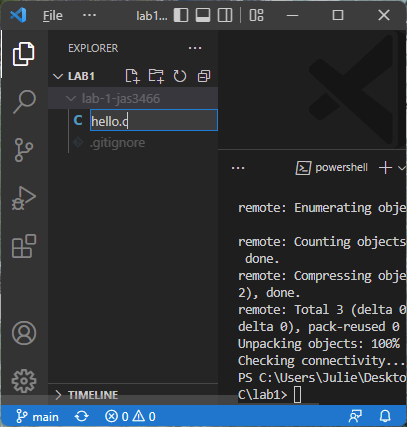 File ... lab1...
EXPLORER ...
LAB1
lab-1-jas3466
C hello.c
.gitignore
TIMELINE
... powershell
remote: Enumerating obje
remote: Counting objects
done.
remote: Compressing obje
2), done.
remote: Total 3 (delta 0
delta 0), pack-reused 0
Unpacking objects: 100%
Checking connectivity...
PS C:\Users\Julie\Deskto
C\lab1>
main 0 0